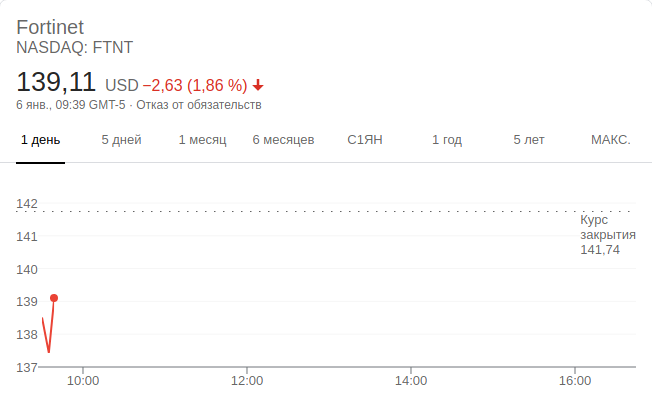 Fortinet
NASDAQ: FTNT
139,11 USD −2,63 (1,86 %)
6 янв., 09:39 GMT-5 · Отказ от обязательств
1 день 5 дней 1 месяц 6 месяцев С1ЯН 1 год 5 лет МАКС.
142
Курс
закрытия
141,74
141
140
139
138
137
10:00 12:00 14:00 16:00